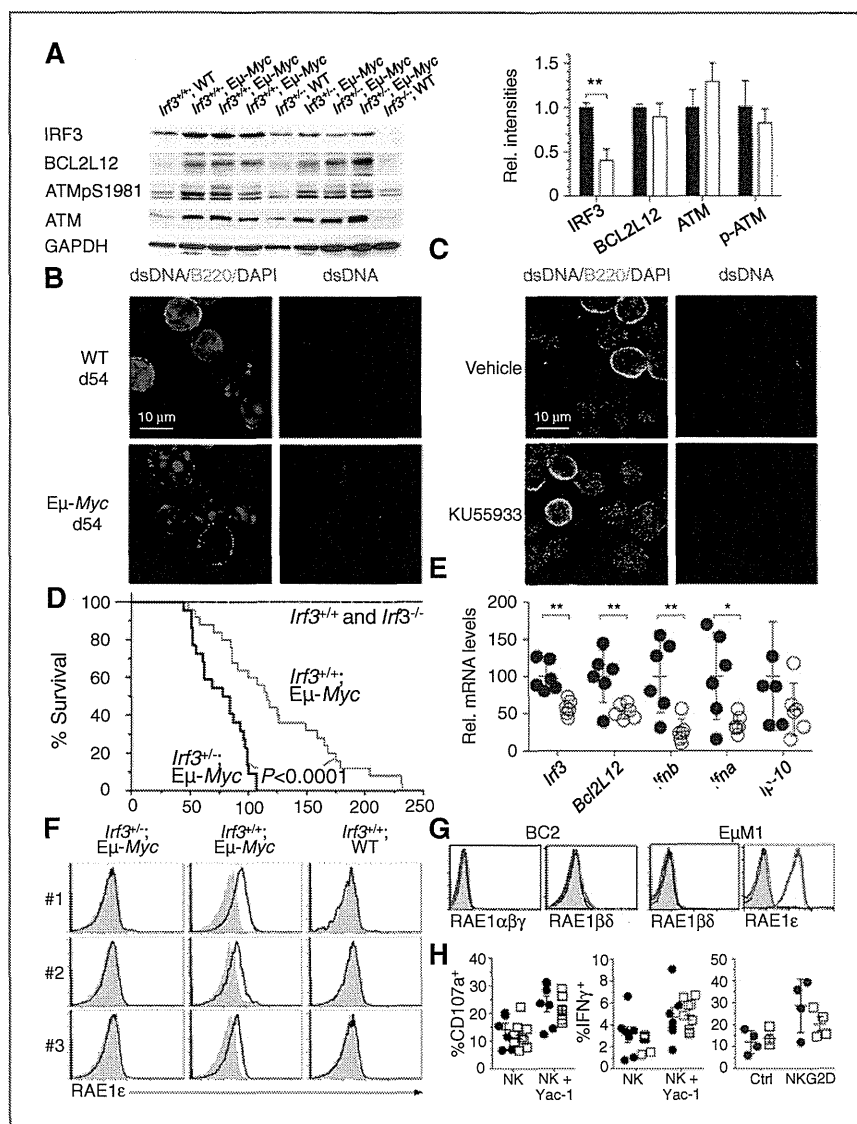 A
Irf3+/+; WT
Irf3+/+; Eμ-Myc
Irf3+/+; Eμ-Myc
Irf3+/+; Eμ-Myc
Irf3+/-; WT
Irf3+/-; Eμ-Myc
Irf3+/-; Eμ-Myc
Irf3+/-; Eμ-Myc
Irf3-/-; WT
IRF3
BCL2L12
ATMpS1981
ATM
GAPDH
Rel. intensities
1.5
1.0
0.5
0
**
IRF3
BCL2L12
ATM
p-ATM
B
dsDNA/B220/DAPI
dsDNA
WT
d54
10 μm
Eμ-Myc
d54
C
dsDNA/B220/DAPI
dsDNA
Vehicle
10 μm
KU55933
D
% Survival
100
80
60
40
20
0
0
50
100
150
200
250
Irf3+/+ and Irf3-/-
Irf3+/+;
Eμ-Myc
Irf3+/-;
Eμ-Myc
P<0.0001
E
Rel. mRNA levels
200
150
100
50
0
**
**
**
*
Irf3
Bcl2L12
Ifnb
Ifna
Ip-10
F
Irf3+/-;
Eμ-Myc
Irf3+/+;
Eμ-Myc
Irf3+/+;
WT
#1
#2
#3
RAE1ε
G
BC2
EμM1
RAE1αβγ
RAE1βδ
RAE1βδ
RAE1ε
H
%CD107a+
40
30
20
10
0
NK
NK +
Yac-1
%IFNγ+
10
8
6
4
2
0
NK
NK +
Yac-1
50
40
30
20
10
0
Ctrl
NKG2D